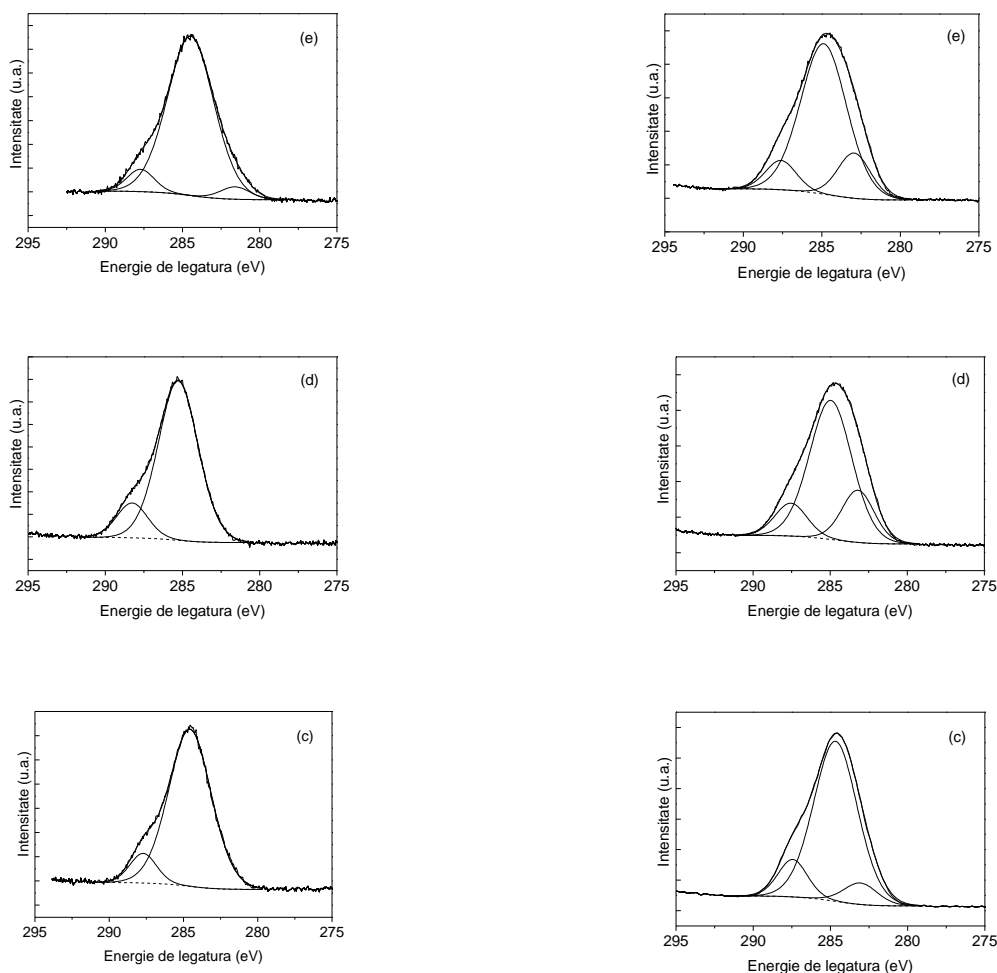 (e)
Intensitate (u.a.)
295 290 285 280 275
Energie de legatura (eV)
(e)
Intensitate (u.a.)
290 285 280 275
Energie de legatura (eV)
(d)
Intensitate (u.a.)
295 290 285 280 275
Energie de legatura (eV)
(d)
Intensitate (u.a.)
295 290 285 280 275
Energie de legatura (eV)
(c)
Intensitate (u.a.)
295 290 285 280 275
Energie de legatura (eV)
(c)
Intensitate (u.a.)
295 290 285 280 275
Energie de legatura (eV)